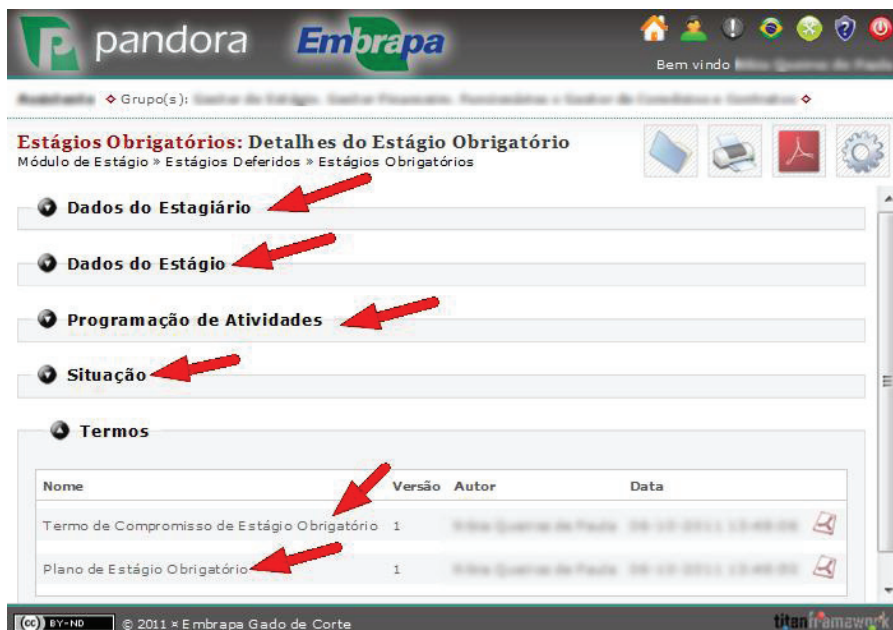 pandora Embrapa
Bem vindo
Grupo(s):
Estágios Obrigatórios: Detalhes do Estágio Obrigatório
Módulo de Estágio » Estágios Deferidos » Estágios Obrigatórios
Dados do Estagiário
Dados do Estágio
Programação de Atividades
Situação
Termos
Nome Versão Autor Data
Termo de Compromisso de Estágio Obrigatório 1
Plano de Estágio Obrigatório 1
(cc) BY-ND © 2011 × Embrapa Gado de Corte titanframework